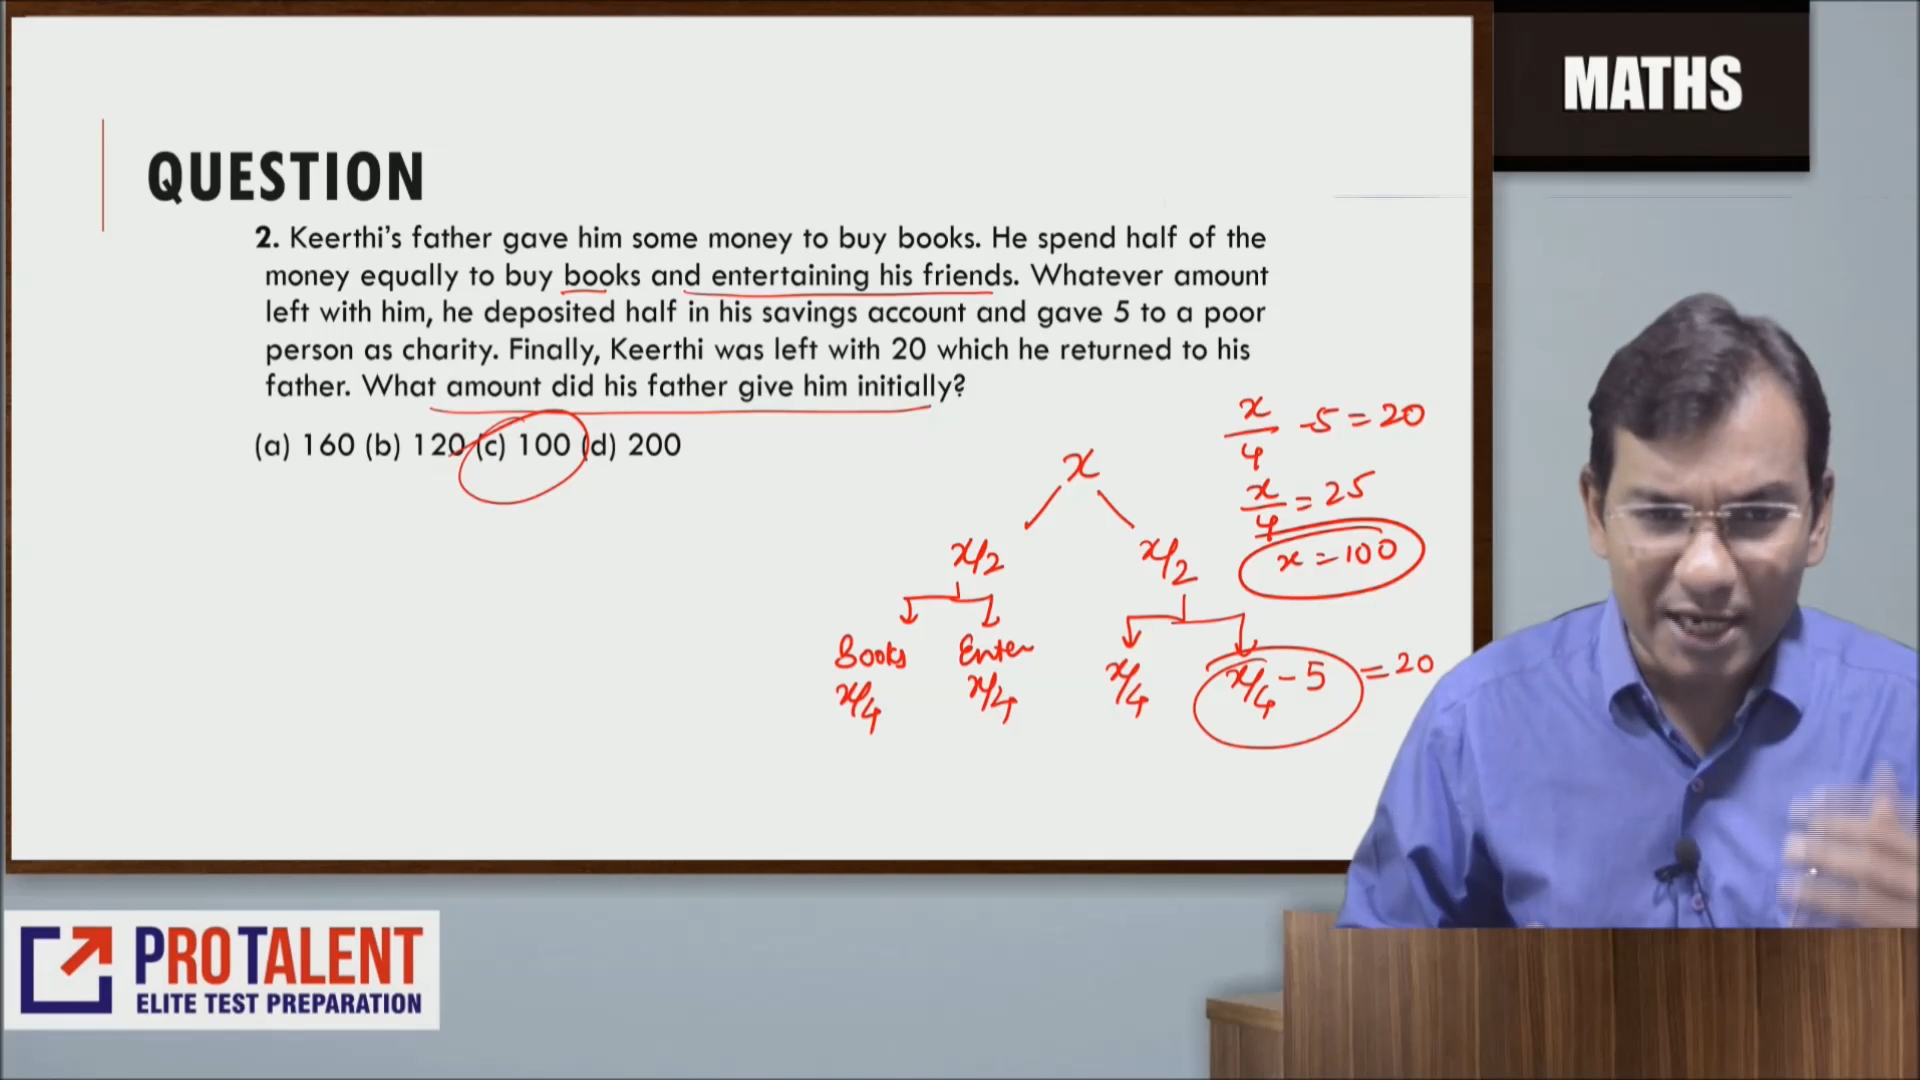 MATHS
QUESTION
2. Keerthi's father gave him some money to buy books. He spend half of the
money equally to buy books and entertaining his friends. Whatever amount
left with him, he deposited half in his savings account and gave 5 to a poor
person as charity. Finally, Keerthi was left with 20 which he returned to his
father. What amount did his father give him initially?
(a) 160 (b) 120 (c) 100 (d) 200
x/4 - 5 = 20
x/4 = 25
x = 100
x
x/2 x/2
Books Enter
x/4 x/4 x/4 x/4 - 5 = 20
PROTALENT
ELITE TEST PREPARATION